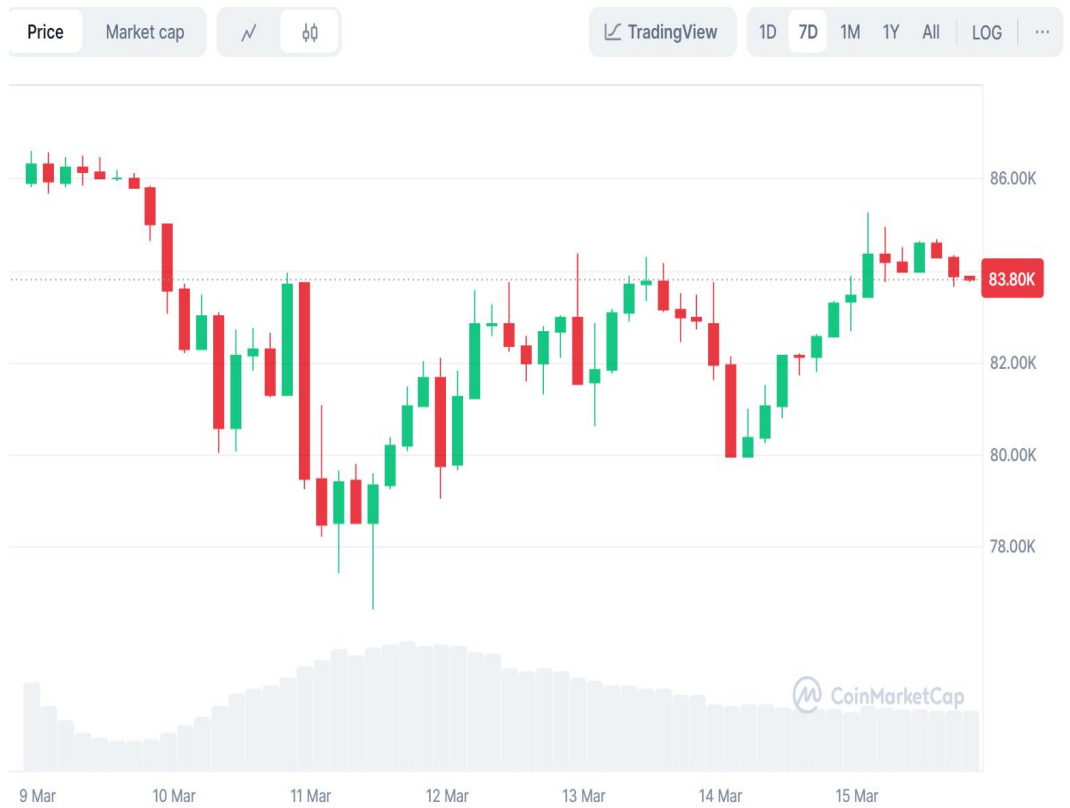 Price Market cap TradingView 1D 7D 1M 1Y All LOG ...
86.00K
83.80K
82.00K
80.00K
78.00K
CoinMarketCap
9 Mar 10 Mar 11 Mar 12 Mar 13 Mar 14 Mar 15 Mar